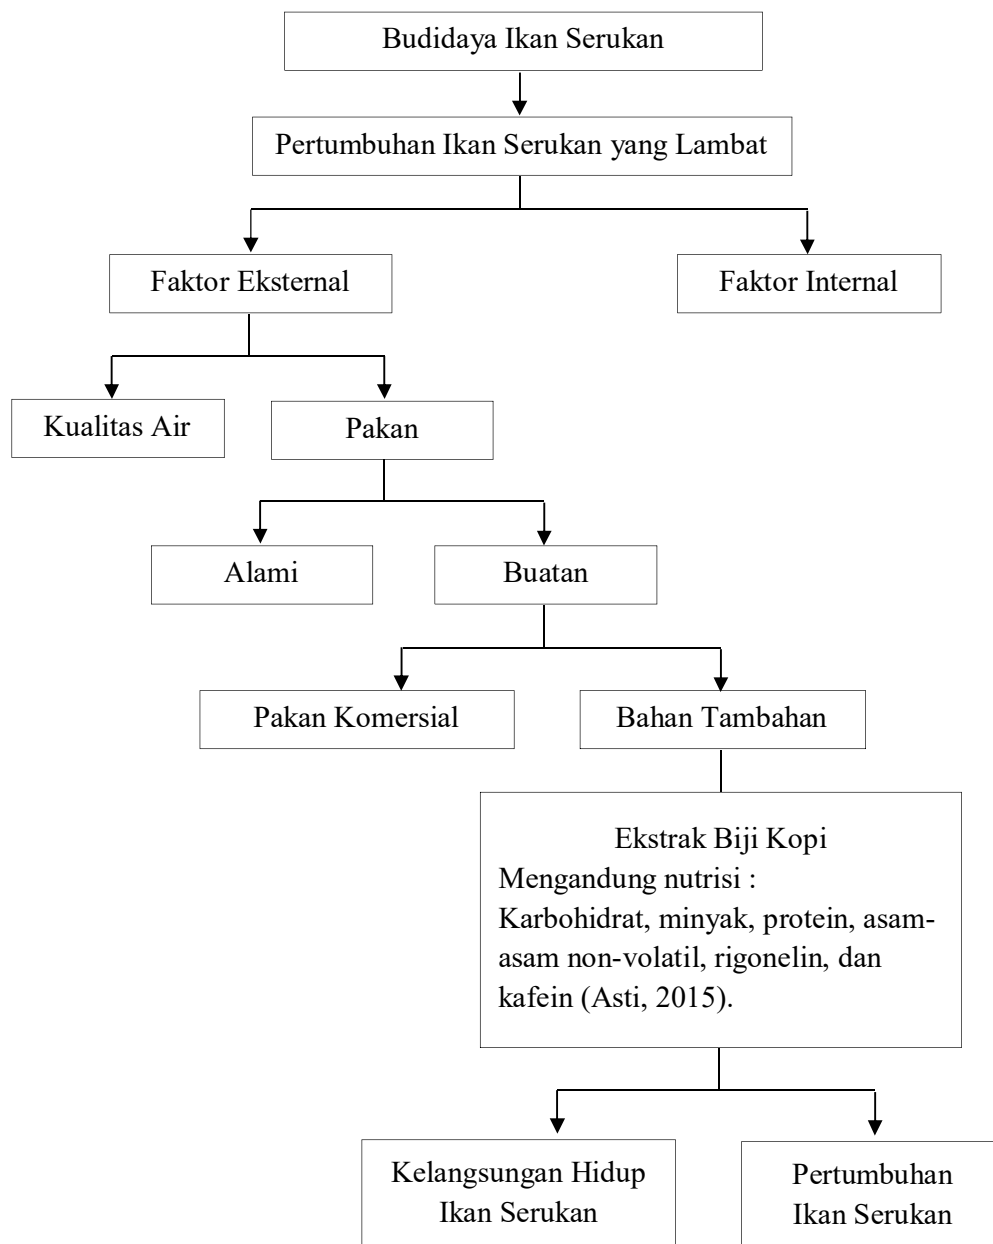 Budidaya Ikan Serukan
Pertumbuhan Ikan Serukan yang Lambat
Faktor Eksternal
Faktor Internal
Kualitas Air
Pakan
Alami
Buatan
Pakan Komersial
Bahan Tambahan
Ekstrak Biji Kopi
Mengandung nutrisi :
Karbohidrat, minyak, protein, asam-
asam non-volatil, rigonelin, dan
kafein (Asti, 2015).
Kelangsungan Hidup
Ikan Serukan
Pertumbuhan
Ikan Serukan